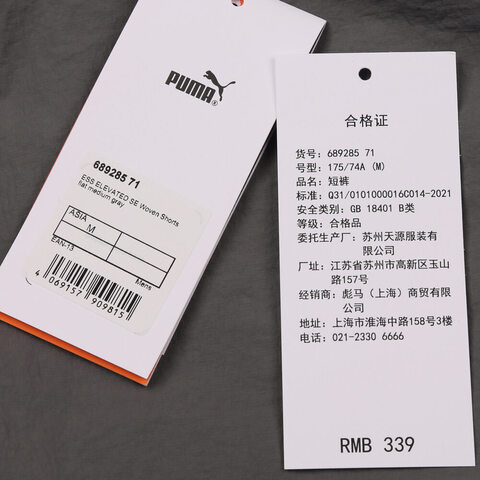 PUMA
689285 71
ESS ELEVATED SE Woven Shorts
flat medium gray
ASIA
M
EAN-13
Mens
4 069157 909815
合格证
货号: 689285 71
号型: 175/74A (M)
品名: 短裤
标准: Q31/0101000016C014-2021
安全类别: GB 18401 B类
等级: 合格品
委托生产厂: 苏州天源服装有
限公司
厂址: 江苏省苏州市高新区玉山
路157号
经销商: 彪马（上海）商贸有
限公司
地址: 上海市淮海中路158号3楼
电话: 021-2330 6666
RMB 339